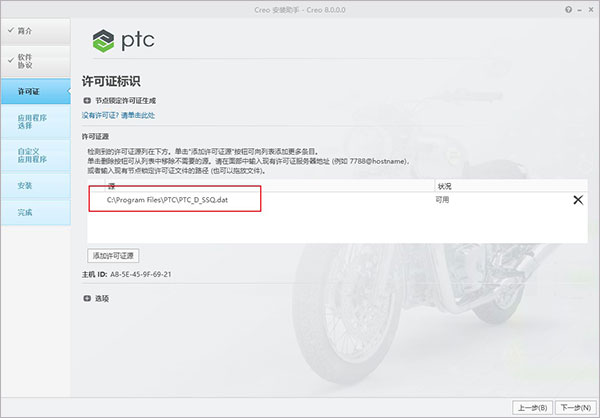 Creo 安装助手 - Creo 8.0.0.0
简介
软件
协议
许可证
应用程序
选择
自定义
应用程序
安装
完成
ptc
许可证标识
节点锁定许可证生成
没有许可证? 请单击此处
许可证源
检测到的许可证源列在下方。单击"添加许可证源"按钮可向列表添加更多条目。
单击删除按钮可从列表中移除不需要的源。请在面部中输入现有许可证服务器地址 (例如 7788@hostname)，
或者输入现有节点锁定许可证文件的路径 (也可以拖放文件)。
源 状况
C:\Program Files\PTC\PTC_D_SSQ.dat 可用
添加许可证源
主机 ID: A8-5E-45-9F-69-21
选项
上一步(B) 下一步(N)